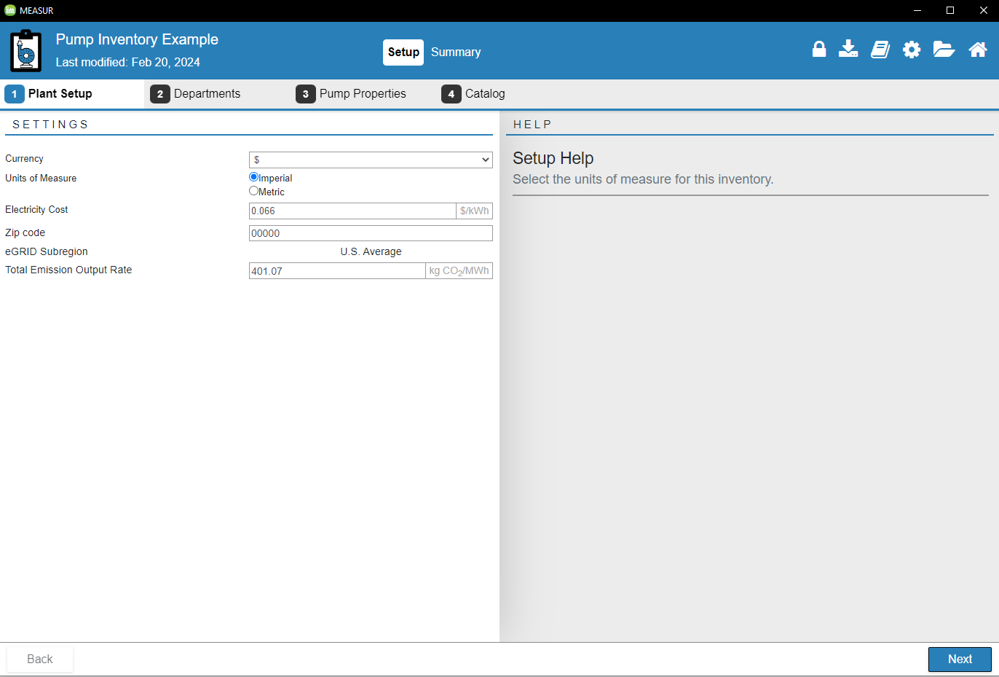 MEASUR
Pump Inventory Example
Last modified: Feb 20, 2024
Setup Summary
1 Plant Setup 2 Departments 3 Pump Properties 4 Catalog
SETTINGS
Currency $
Units of Measure Imperial
Metric
Electricity Cost 0.066 $/kWh
Zip code 00000
eGRID Subregion U.S. Average
Total Emission Output Rate 401.07 kg CO2/MWh
HELP
Setup Help
Select the units of measure for this inventory.
Back Next